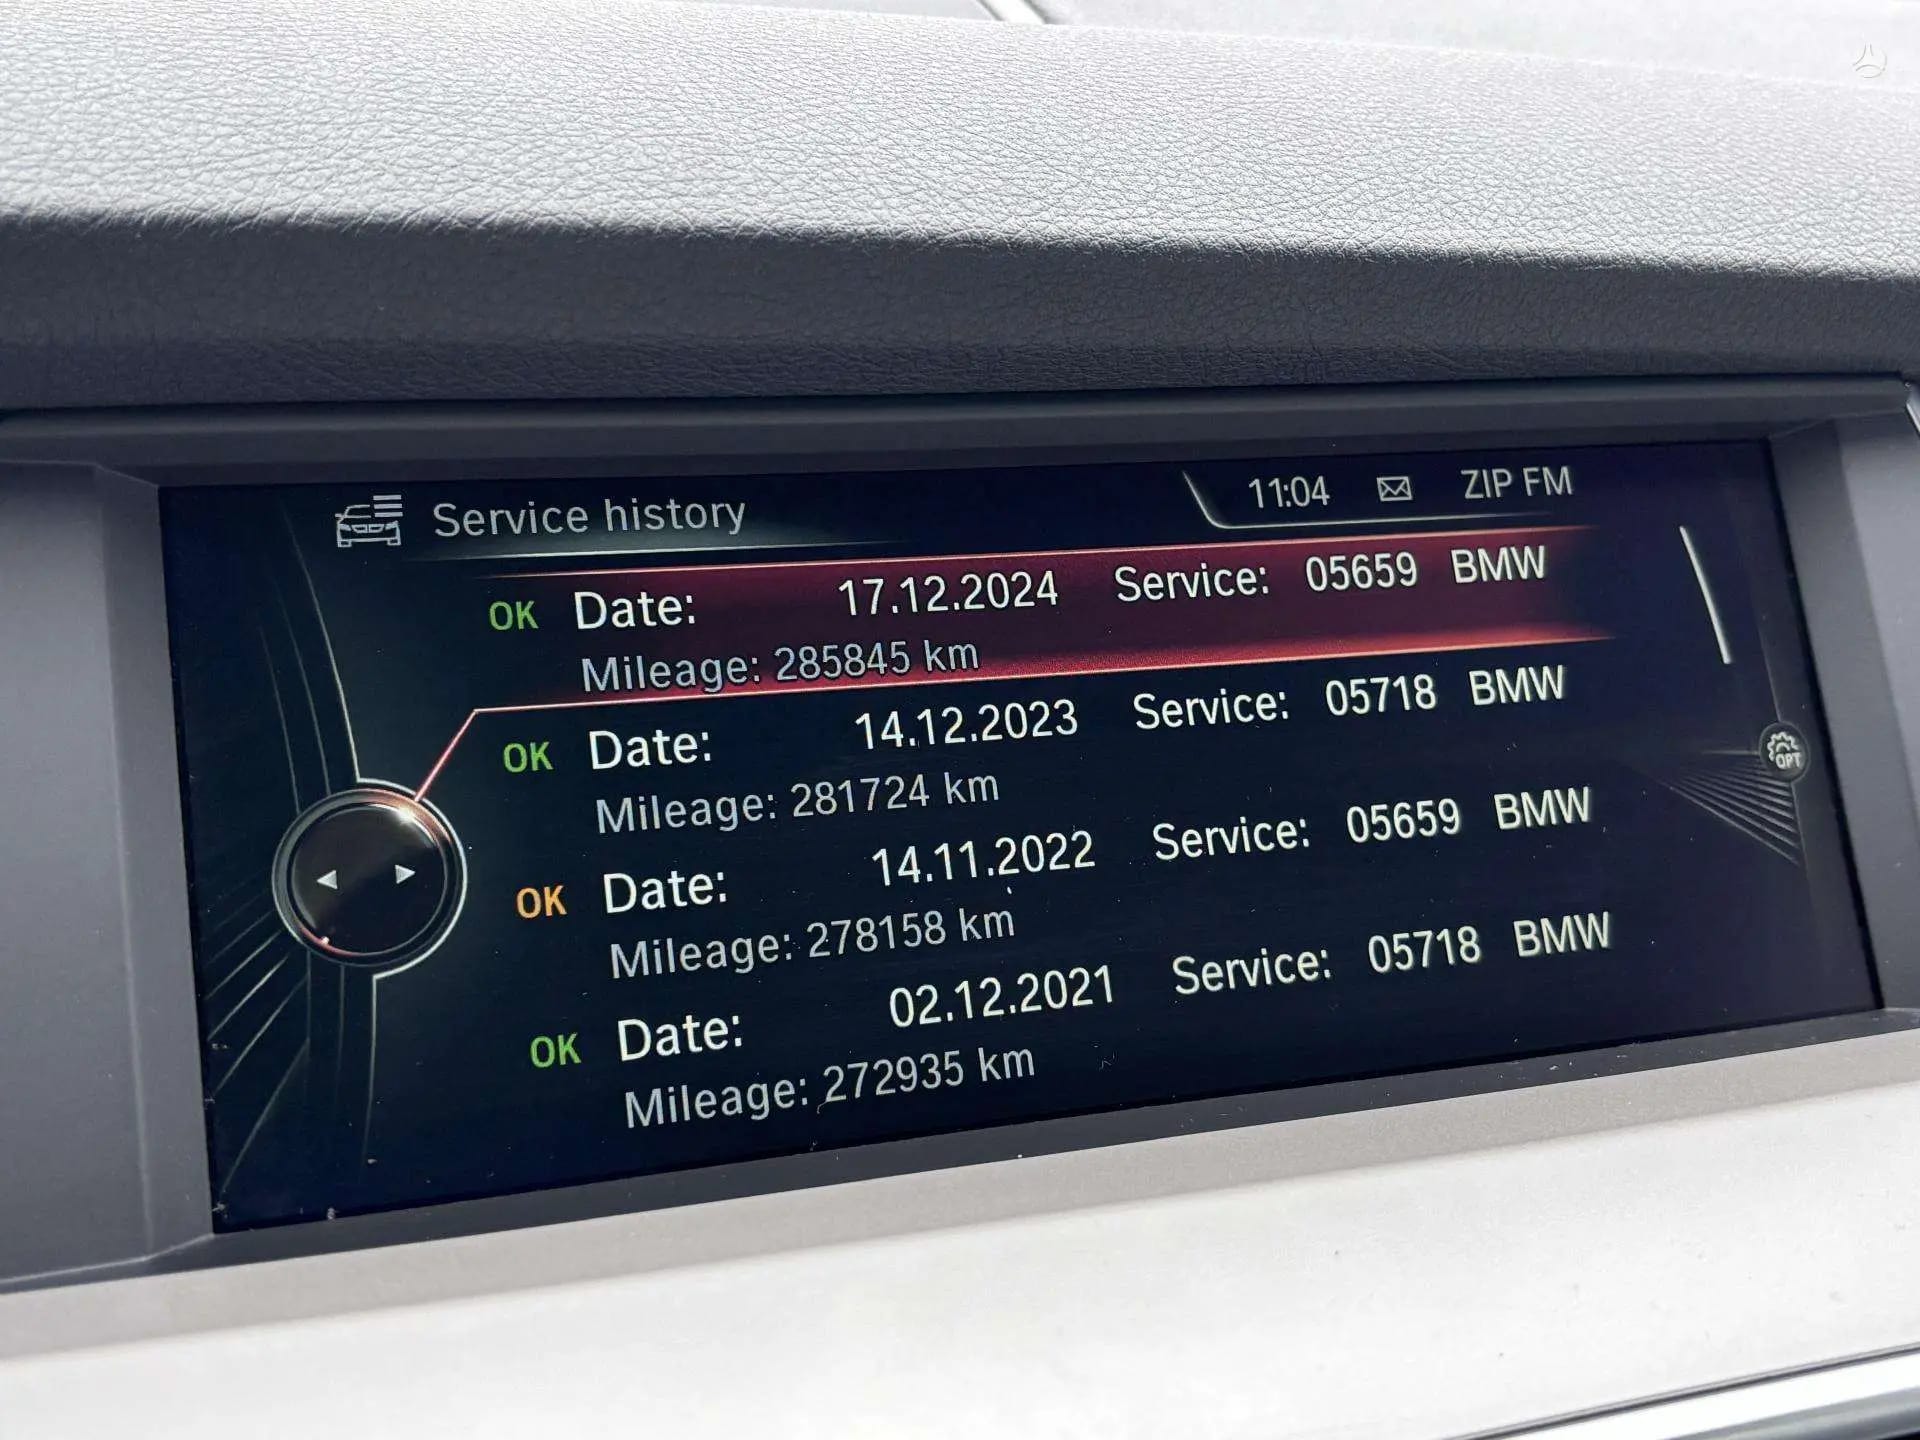 Service history 11:04 ZIP FM
OK Date: 17.12.2024 Service: 05659 BMW
Mileage: 285845 km
OK Date: 14.12.2023 Service: 05718 BMW
Mileage: 281724 km
OK Date: 14.11.2022 Service: 05659 BMW
Mileage: 278158 km
OK Date: 02.12.2021 Service: 05718 BMW
Mileage: 272935 km
OPT